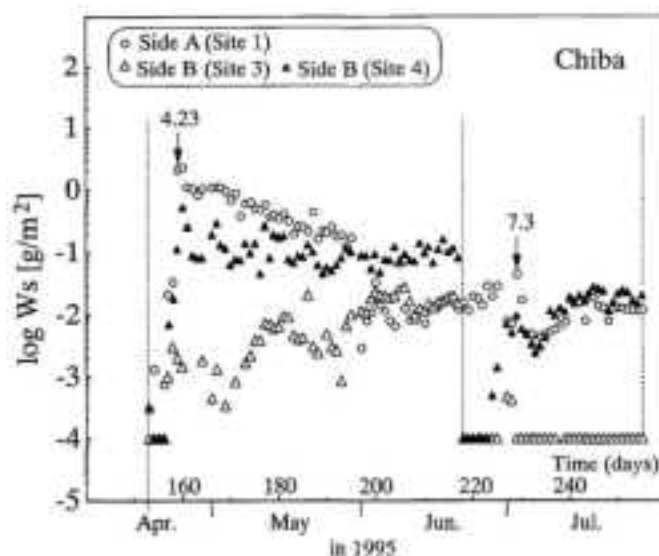 ○ Side A (Site 1)
△ Side B (Site 3) ▲ Side B (Site 4)
Chiba
2
1
0
-1
-2
-3
-4
-5
log Ws [g/m²]
4.23
7.3
Time (days)
160 180 200 220 240
Apr. May Jun. Jul.
in 1995